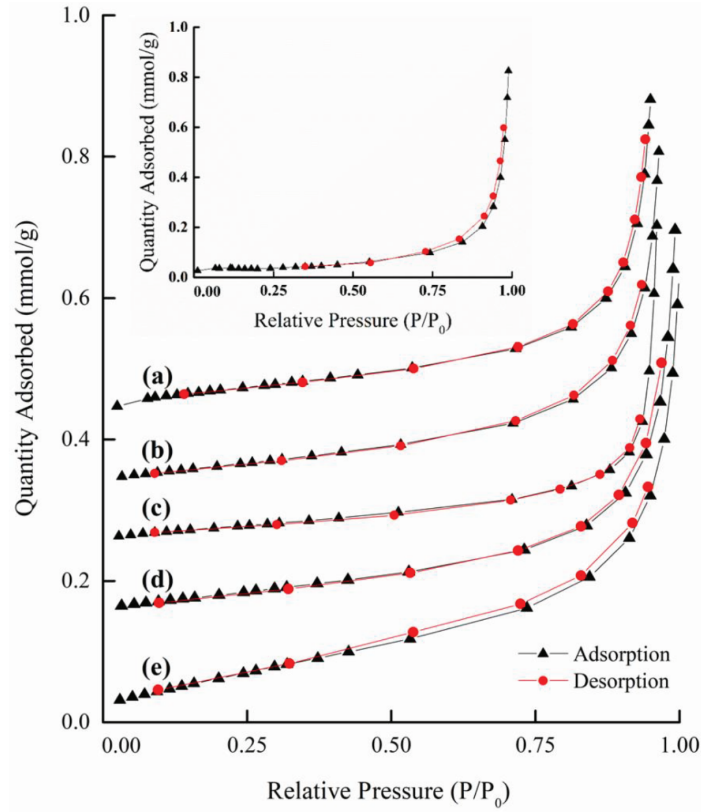 1.0
0.8
0.6
0.4
0.2
0.0
Quantity Adsorbed (mmol/g)
0.00 0.25 0.50 0.75 1.00
Relative Pressure (P/P0)
1.0
0.8
0.6
0.4
0.2
0.0
Quantity Adsorbed (mmol/g)
(a)
(b)
(c)
(d)
(e)
Adsorption
Desorption
0.00 0.25 0.50 0.75 1.00
Relative Pressure (P/P0)